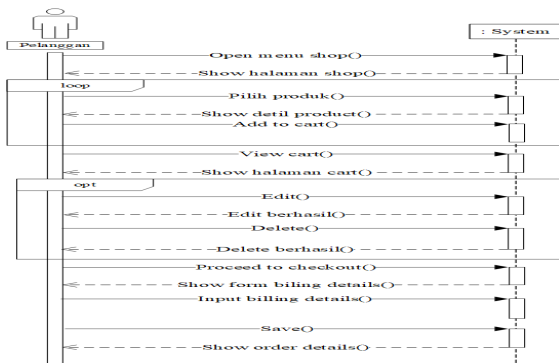 Pelanggan
: System
Open menu shop()
Show halaman shop()
loop
Pilih produk()
Show detil product()
Add to cart()
View cart()
Show halaman cart()
opt
Edit()
Edit berhasil()
Delete()
Delete berhasil()
Proceed to checkout()
Show form biling details()
Input billing details()
Save()
Show order details()